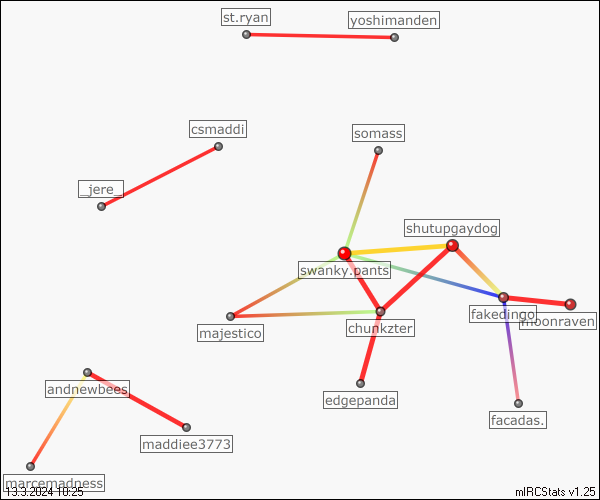 st.ryan
yoshimanden
csmaddi
somass
_jere_
shutupgaydog
swanky.pants
fakedingo
moonraven
majestico
chunkzter
andnewbees
edgepanda
facadas.
maddiee3773
marcemadness
13.3.2024 10:25
mIRCStats v1.25